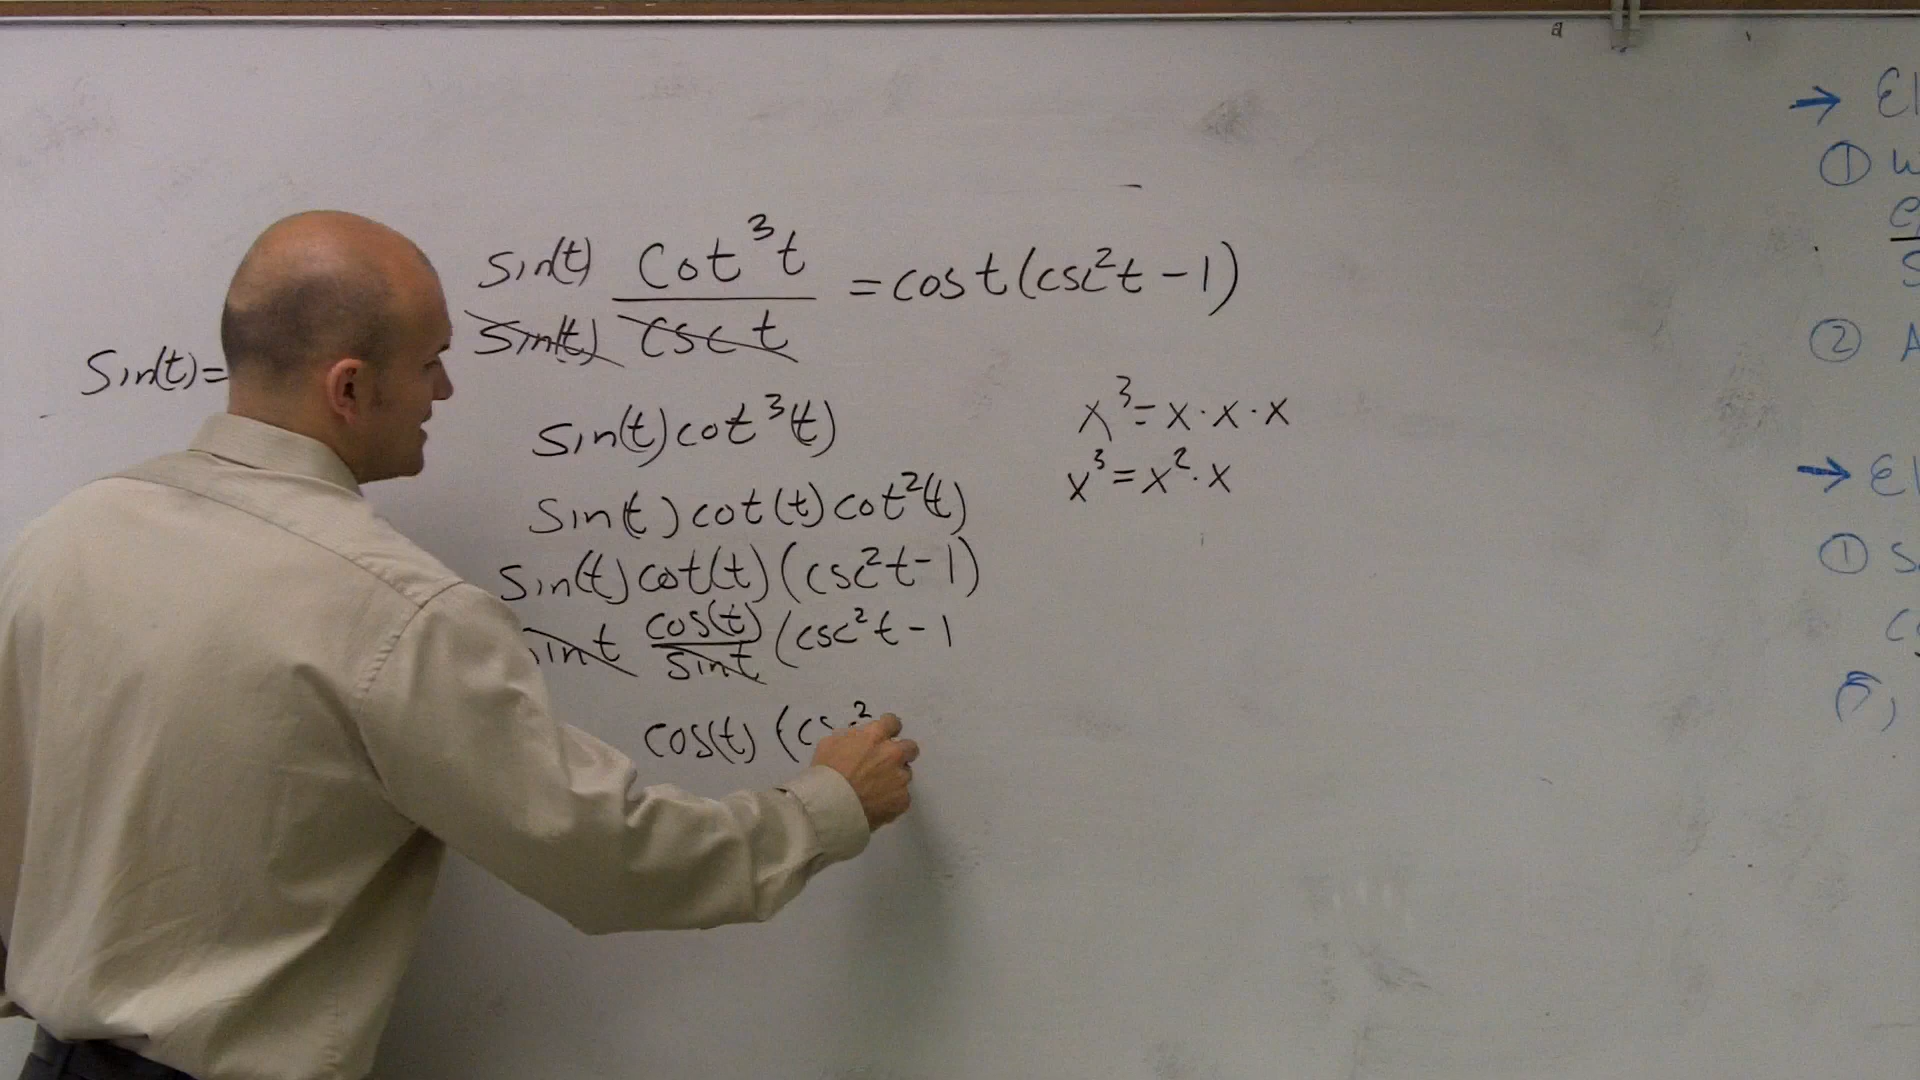 sin(t) cot³t
sin(t) csc t
= cos t (csc²t - 1)
sin(t) =
sin(t) cot³(t)
sin(t) cot(t) cot²(t)
sin(t) cot(t) (csc²t - 1)
sin t cos(t)/sin t (csc²t - 1
cos(t) (csc²
x³ = x · x · x
x³ = x² · x
→ El
①
②
→ El
①